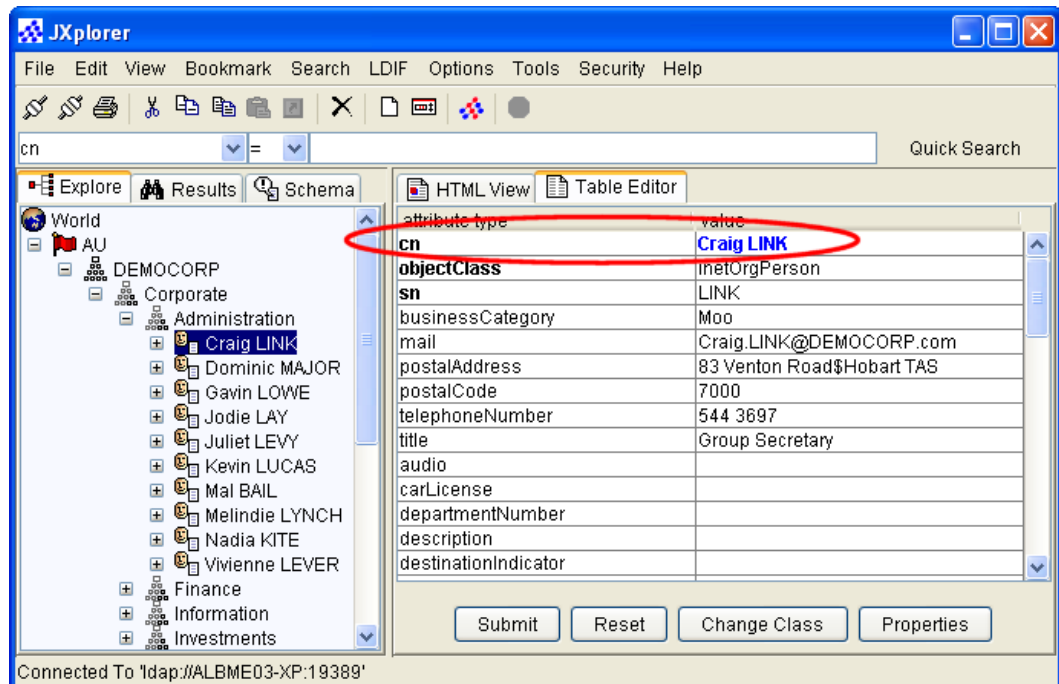 JXplorer
File Edit View Bookmark Search LDIF Options Tools Security Help
cn = Quick Search
Explore Results Schema
World
AU
DEMOCORP
Corporate
Administration
Craig LINK
Dominic MAJOR
Gavin LOWE
Jodie LAY
Juliet LEVY
Kevin LUCAS
Mal BAIL
Melindie LYNCH
Nadia KITE
Vivienne LEVER
Finance
Information
Investments
HTML View Table Editor
attribute type value
cn Craig LINK
objectClass inetOrgPerson
sn LINK
businessCategory Moo
mail Craig.LINK@DEMOCORP.com
postalAddress 83 Venton Road$Hobart TAS
postalCode 7000
telephoneNumber 544 3697
title Group Secretary
audio
carLicense
departmentNumber
description
destinationIndicator
Submit Reset Change Class Properties
Connected To 'ldap://ALBME03-XP:19389'